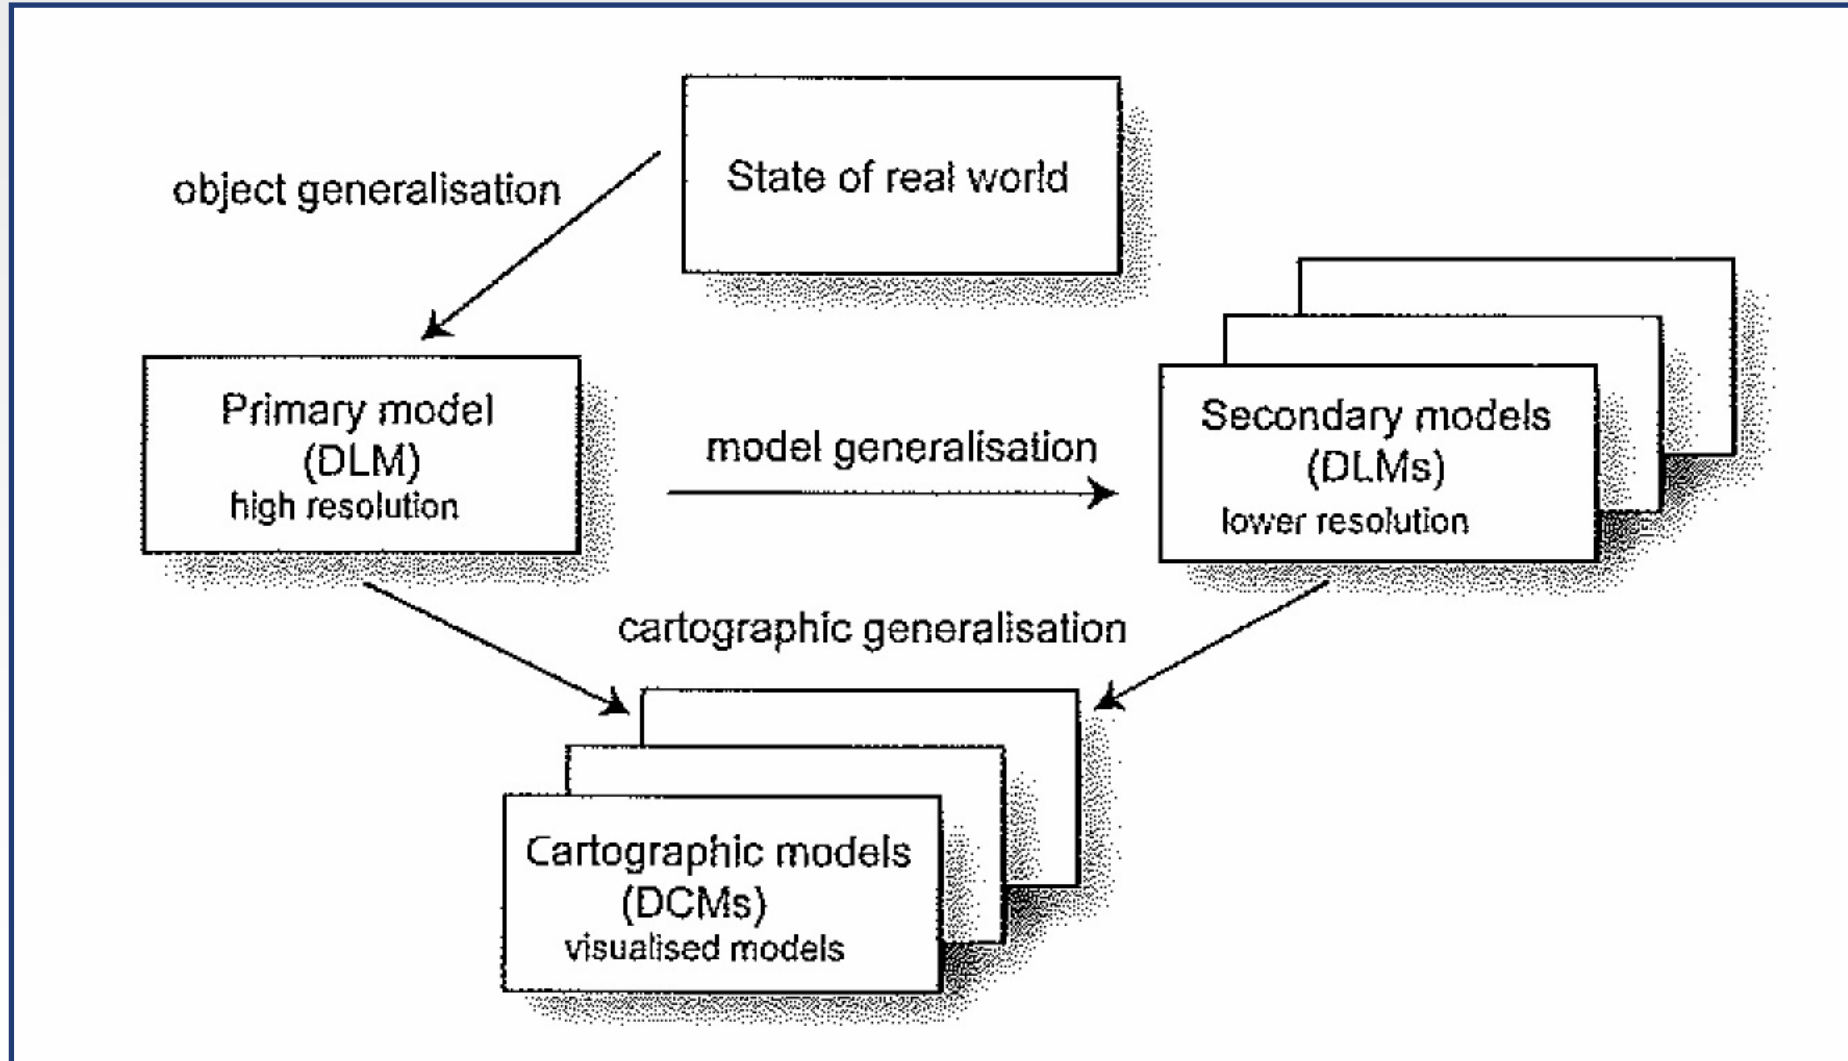 State of real world
object generalisation
Primary model
(DLM)
high resolution
model generalisation
Secondary models
(DLMs)
lower resolution
cartographic generalisation
Cartographic models
(DCMs)
visualised models